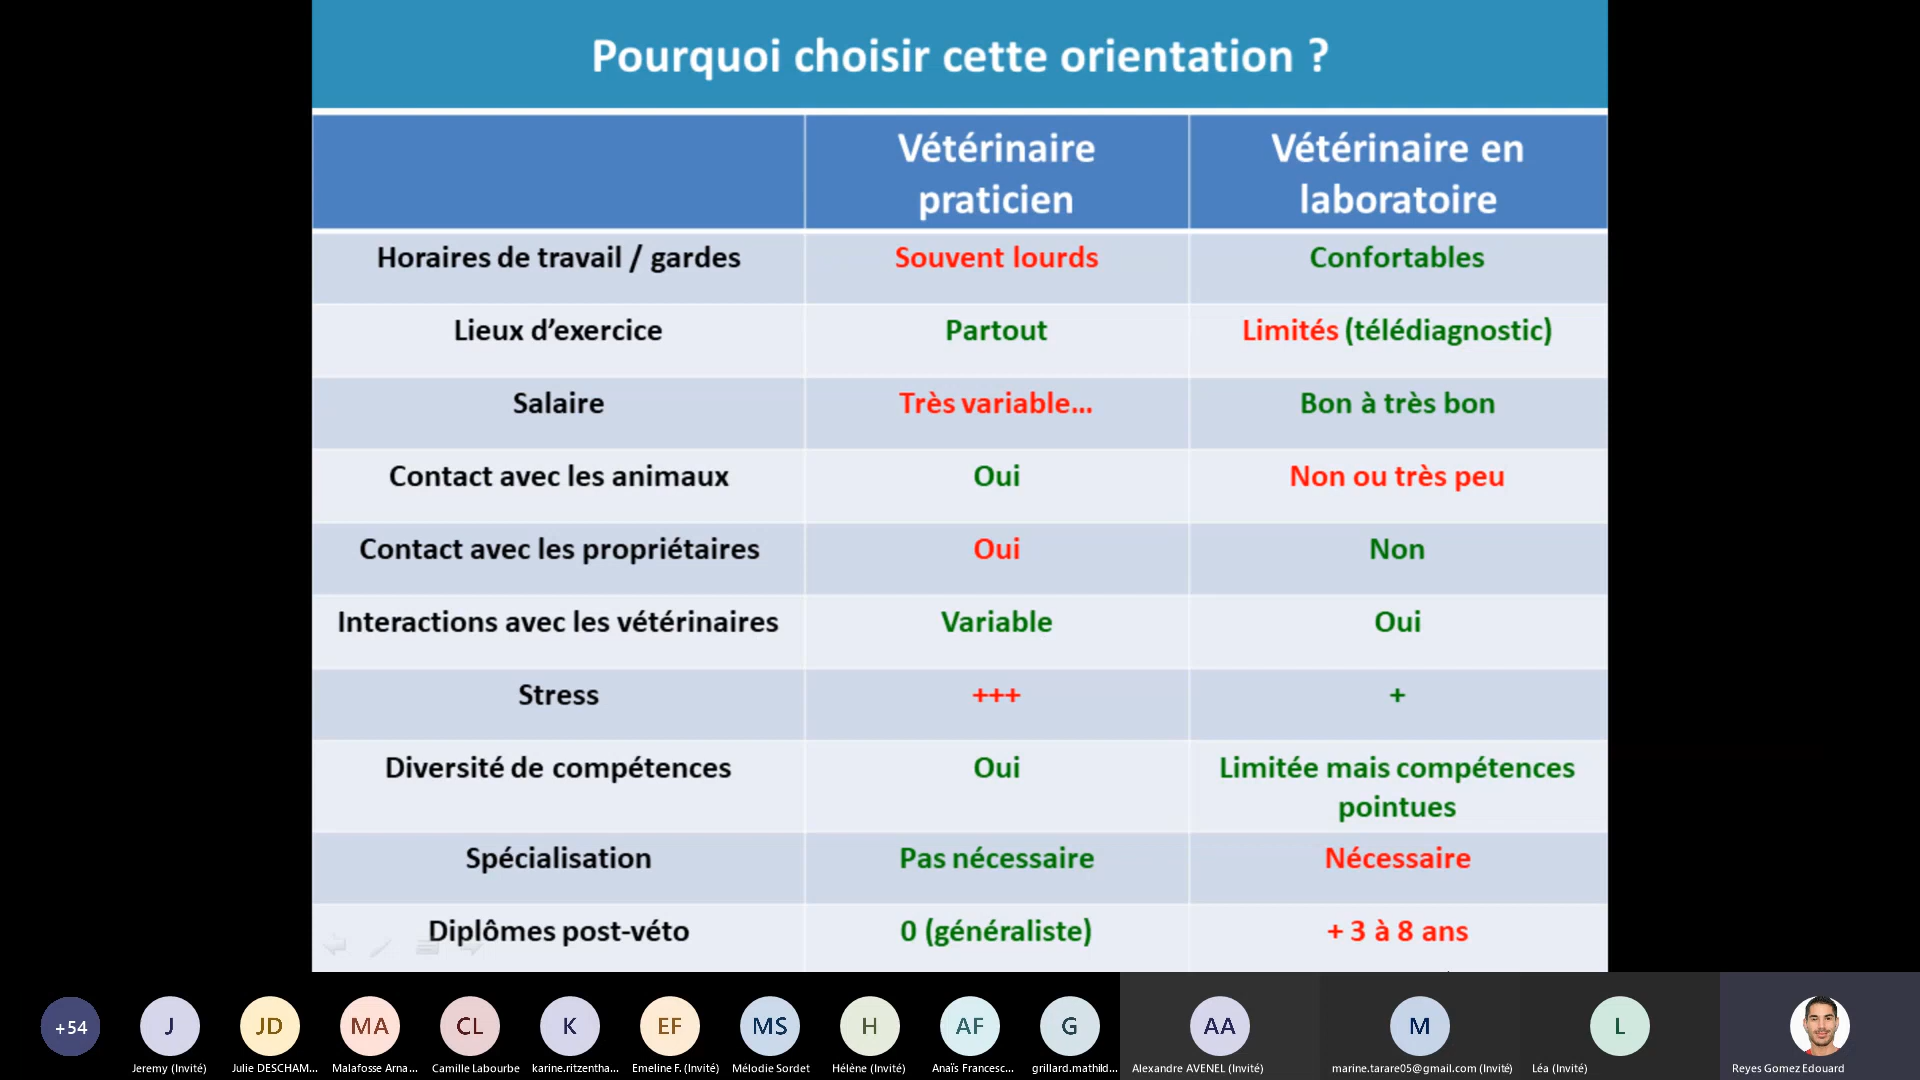 Pourquoi choisir cette orientation ?
Vétérinaire
praticien
Vétérinaire en
laboratoire
Horaires de travail / gardes
Souvent lourds
Confortables
Lieux d’exercice
Partout
Limités (télédiagnostic)
Salaire
Très variable...
Bon à très bon
Contact avec les animaux
Oui
Non ou très peu
Contact avec les propriétaires
Oui
Non
Interactions avec les vétérinaires
Variable
Oui
Stress
+++
+
Diversité de compétences
Oui
Limitée mais compétences
pointues
Spécialisation
Pas nécessaire
Nécessaire
Diplômes post-véto
0 (généraliste)
+ 3 à 8 ans
+54
J
JD
MA
CL
K
EF
MS
H
AF
G
AA
M
L
Jeremy (Invité)
Julie DESCHAM...
Malafosse Arna...
Camille Labourbe
karine.ritzentha...
Emeline F. (Invité)
Mélodie Sordet
Hélène (Invité)
Anaïs Francesc...
grillard.mathild...
Alexandre AVENEL (Invité)
marine.tarare05@gmail.com (Invité)
Léa (Invité)
Reyes Gomez Edouard